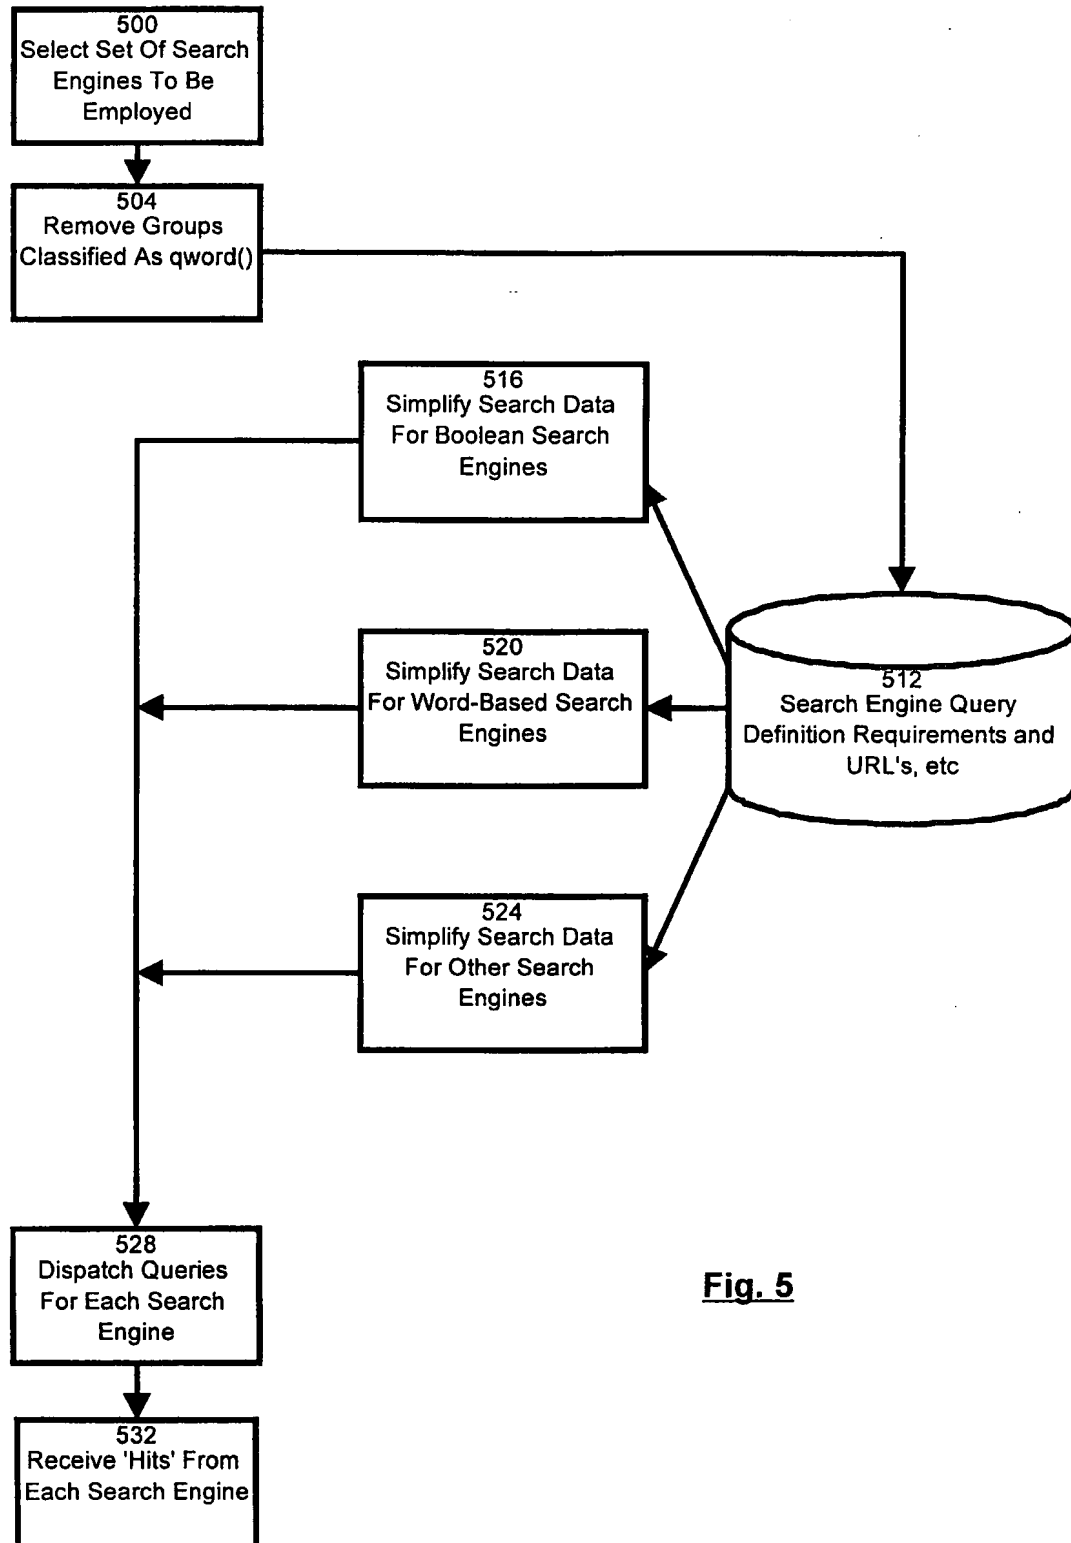 500
Select Set Of Search
Engines To Be
Employed
504
Remove Groups
Classified As qword()
516
Simplify Search Data
For Boolean Search
Engines
520
Simplify Search Data
For Word-Based Search
Engines
512
Search Engine Query
Definition Requirements and
URL's, etc
524
Simplify Search Data
For Other Search
Engines
528
Dispatch Queries
For Each Search
Engine
Fig. 5
532
Receive 'Hits' From
Each Search Engine